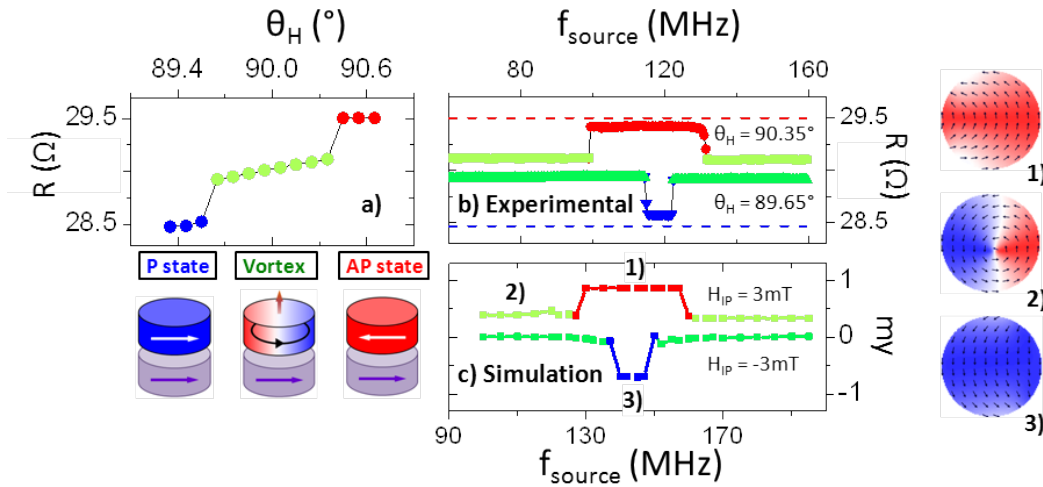 θH (°)
89.4 90.0 90.6
29.5
28.5
R (Ω)
a)
P state Vortex AP state
fsource (MHz)
80 120 160
29.5
28.5
R (Ω)
θH = 90.35°
b) Experimental
θH = 89.65°
1)
2)
HIP = 3mT
c) Simulation
HIP = -3mT
3)
1
0
-1
my
90 130 170
fsource (MHz)
1)
2)
3)